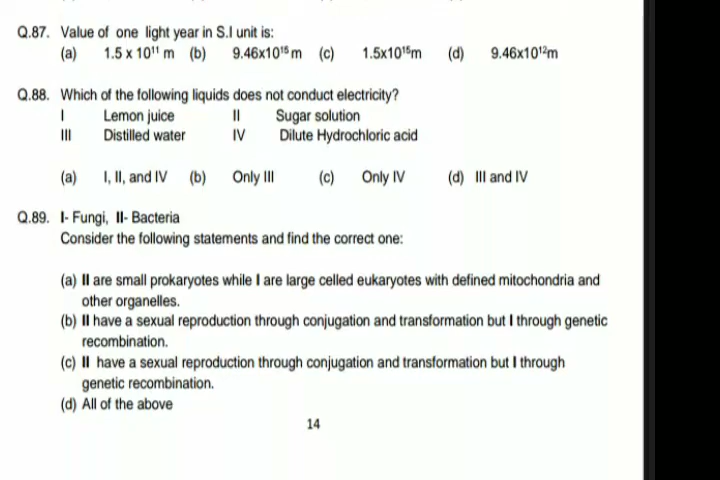 Q.87. Value of one light year in S.I unit is:
(a) 1.5 x 10¹¹ m (b) 9.46x10¹⁵ m (c) 1.5x10¹⁵m (d) 9.46x10¹²m
Q.88. Which of the following liquids does not conduct electricity?
I Lemon juice II Sugar solution
III Distilled water IV Dilute Hydrochloric acid
(a) I, II, and IV (b) Only III (c) Only IV (d) III and IV
Q.89. I- Fungi, II- Bacteria
Consider the following statements and find the correct one:
(a) II are small prokaryotes while I are large celled eukaryotes with defined mitochondria and
other organelles.
(b) II have a sexual reproduction through conjugation and transformation but I through genetic
recombination.
(c) II have a sexual reproduction through conjugation and transformation but I through
genetic recombination.
(d) All of the above
14